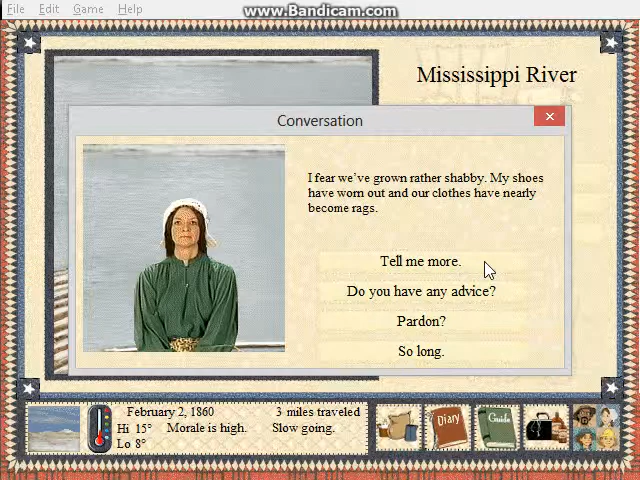 File Edit Game Help
www.Bandicam.com
Mississippi River
Conversation
I fear we've grown rather shabby. My shoes
have worn out and our clothes have nearly
become rags.
Tell me more.
Do you have any advice?
Pardon?
So long.
February 2, 1860 3 miles traveled
Hi 15° Morale is high. Slow going.
Lo 8°
Diary
Guide